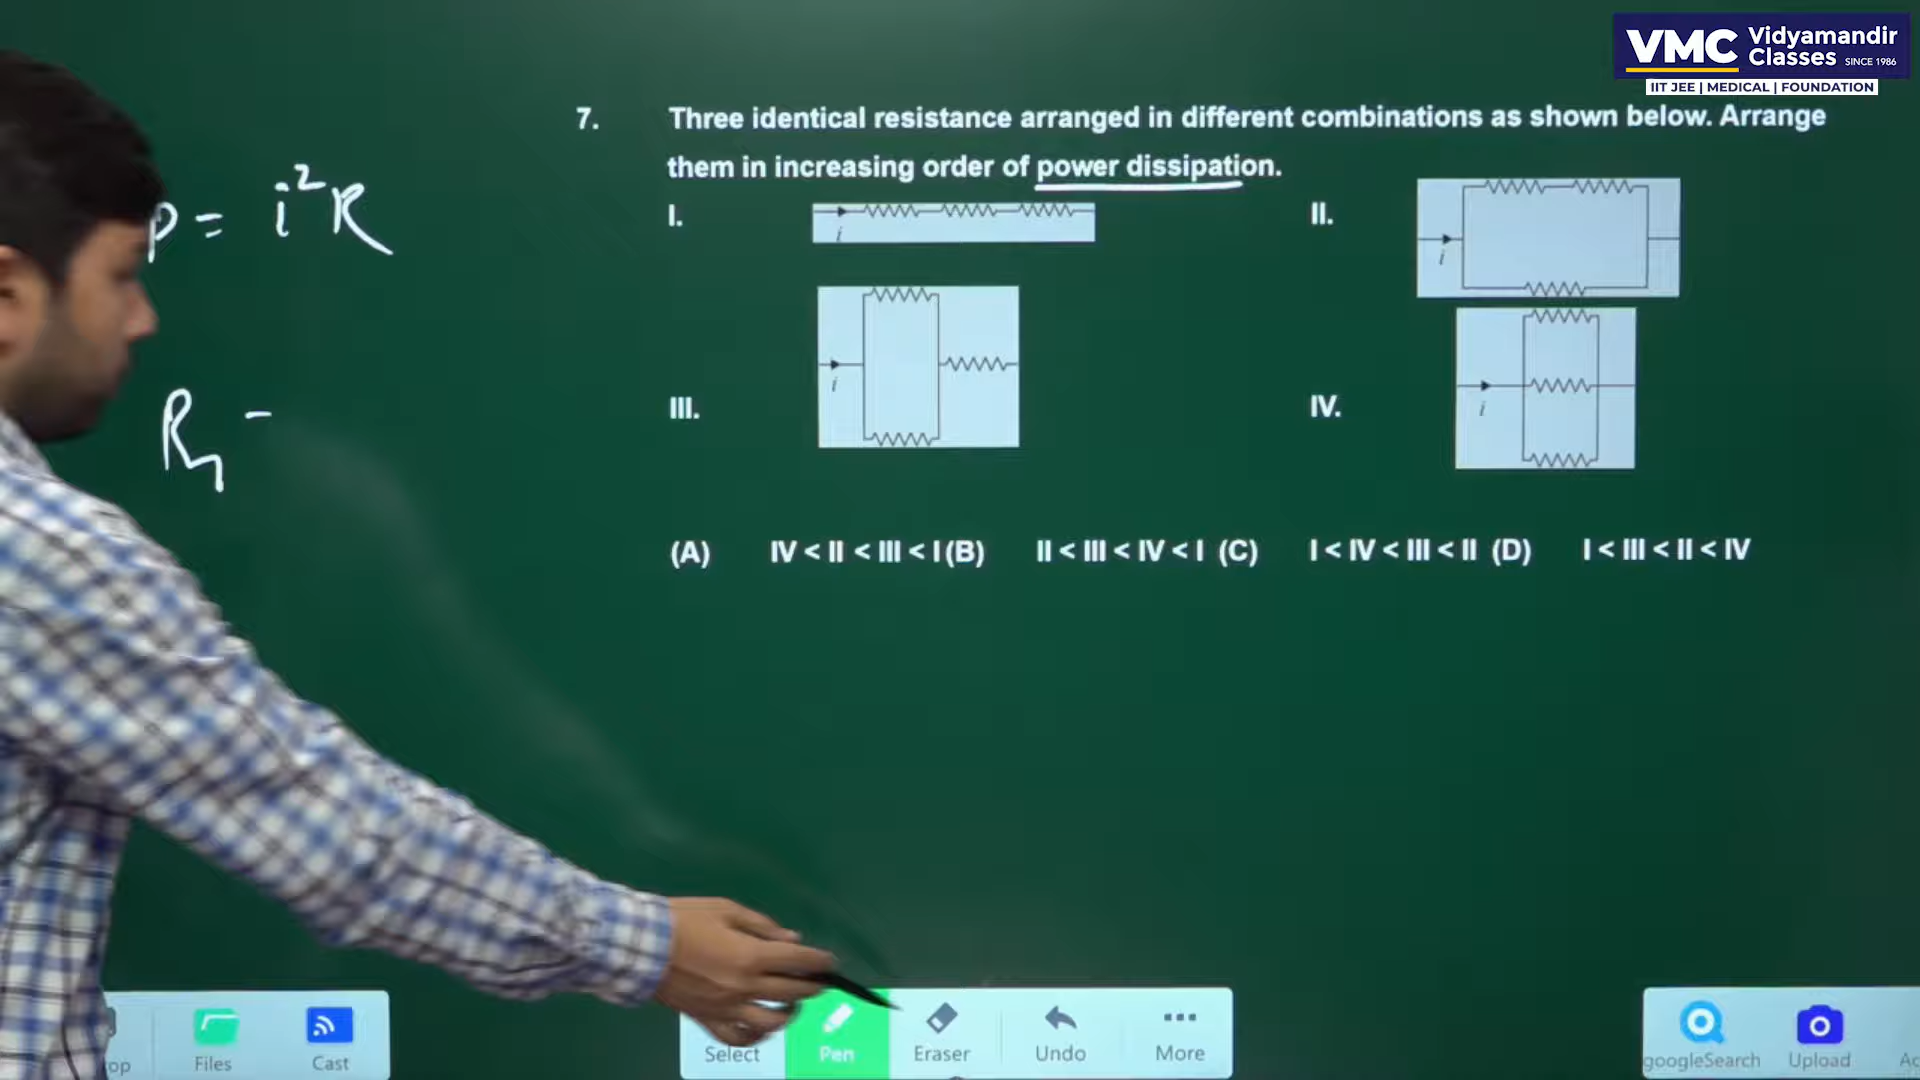 VMC Vidyamandir Classes SINCE 1986
IIT JEE | MEDICAL | FOUNDATION
7. Three identical resistance arranged in different combinations as shown below. Arrange
them in increasing order of power dissipation.
I.
i
II.
i
III.
i
IV.
i
(A) IV < II < III < I (B) II < III < IV < I (C) I < IV < III < II (D) I < III < II < IV
P = i²R
R₁ -
Files
Cast
Select
Pen
Eraser
Undo
More
googleSearch
Upload